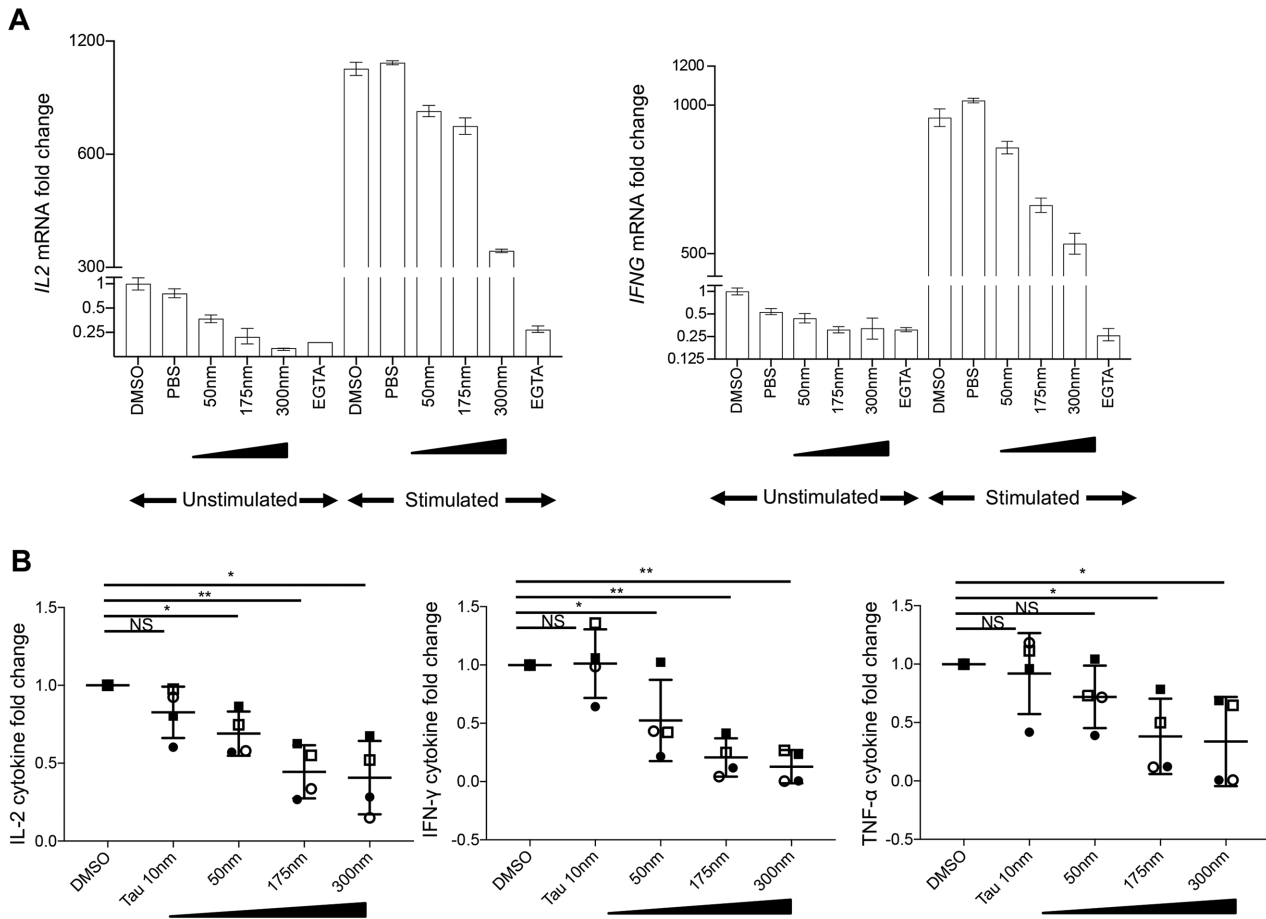 A
IL2 mRNA fold change
1200
600
300
1
0.5
0.25
DMSO
PBS
50nm
175nm
300nm
EGTA
DMSO
PBS
50nm
175nm
300nm
EGTA
Unstimulated
Stimulated
IFNG mRNA fold change
1200
1000
500
1
0.5
0.25
0.125
DMSO
PBS
50nm
175nm
300nm
EGTA
DMSO
PBS
50nm
175nm
300nm
EGTA
Unstimulated
Stimulated
B
IL-2 cytokine fold change
1.5
1.0
0.5
0.0
*
**
*
NS
DMSO
Tau 10nm
50nm
175nm
300nm
IFN-γ cytokine fold change
1.5
1.0
0.5
0.0
-0.5
**
**
*
NS
DMSO
Tau 10nm
50nm
175nm
300nm
TNF-α cytokine fold change
1.5
1.0
0.5
0.0
-0.5
*
*
NS
NS
DMSO
Tau 10nm
50nm
175nm
300nm